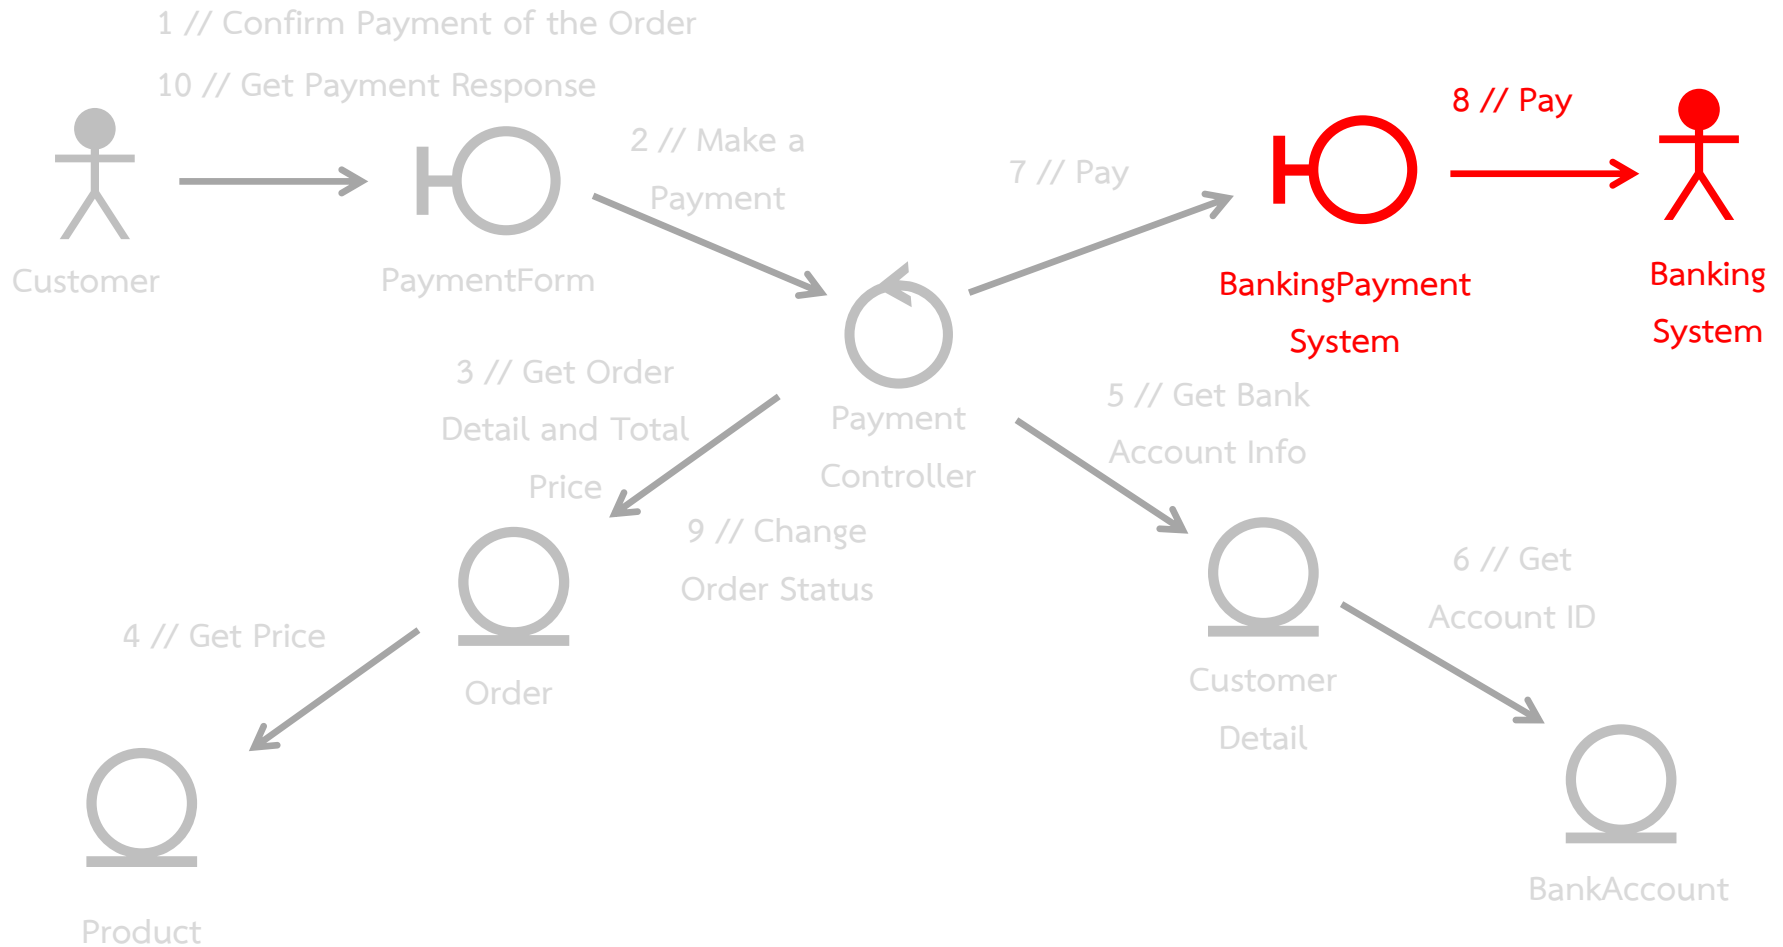 1 // Confirm Payment of the Order
10 // Get Payment Response
Customer
PaymentForm
2 // Make a
Payment
7 // Pay
8 // Pay
BankingPayment
System
Banking
System
Payment
Controller
3 // Get Order
Detail and Total
Price
9 // Change
Order Status
5 // Get Bank
Account Info
4 // Get Price
Order
Product
Customer
Detail
6 // Get
Account ID
BankAccount